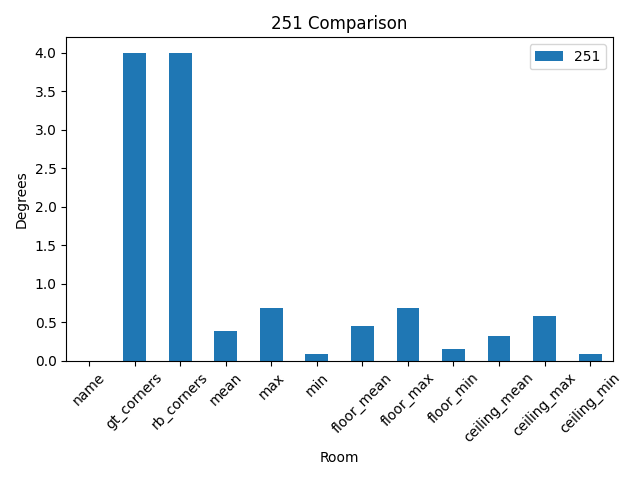 251 Comparison
251
Degrees
4.0
3.5
3.0
2.5
2.0
1.5
1.0
0.5
0.0
name
gt_corners
rb_corners
mean
max
min
floor_mean
floor_max
floor_min
ceiling_mean
ceiling_max
ceiling_min
Room